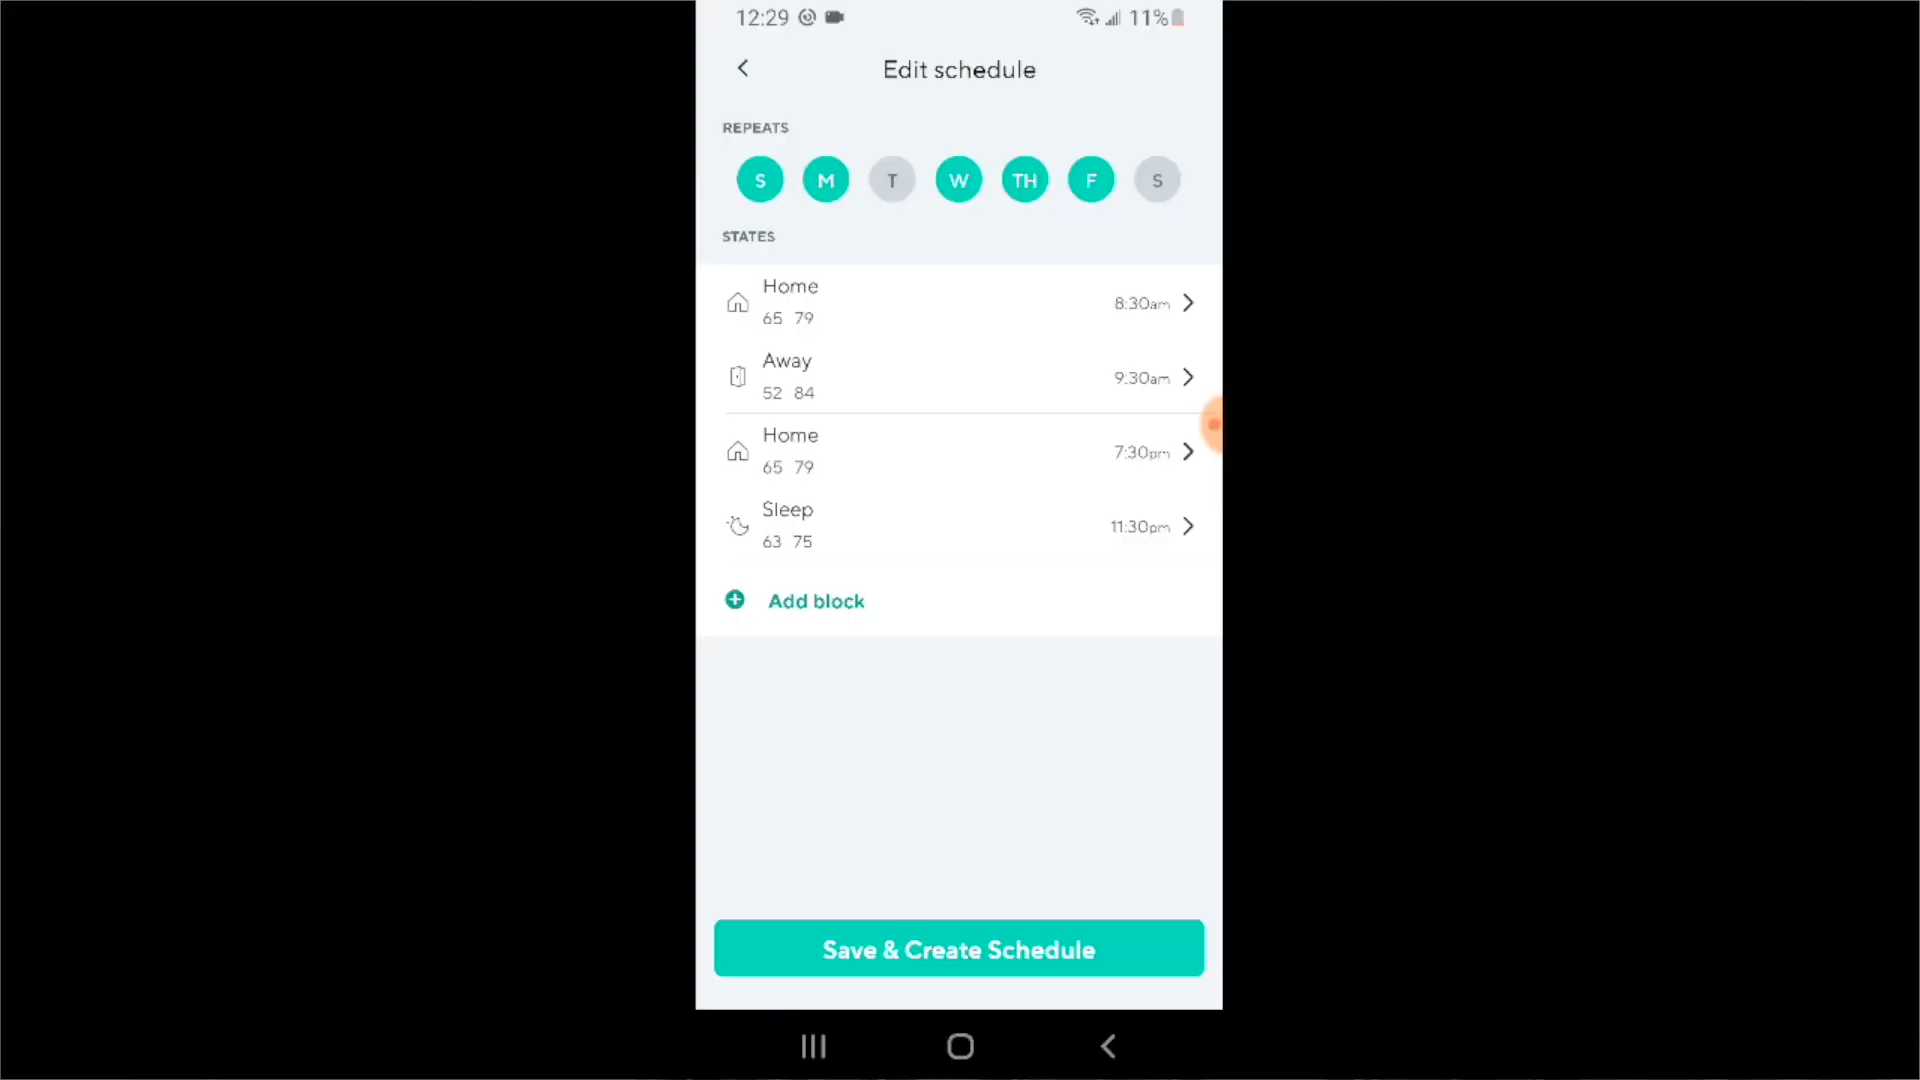 12:29 11%
Edit schedule
REPEATS
S M T W TH F S
STATES
Home
65 79
8:30am
Away
52 84
9:30am
Home
65 79
7:30pm
Sleep
63 75
11:30pm
Add block
Save & Create Schedule